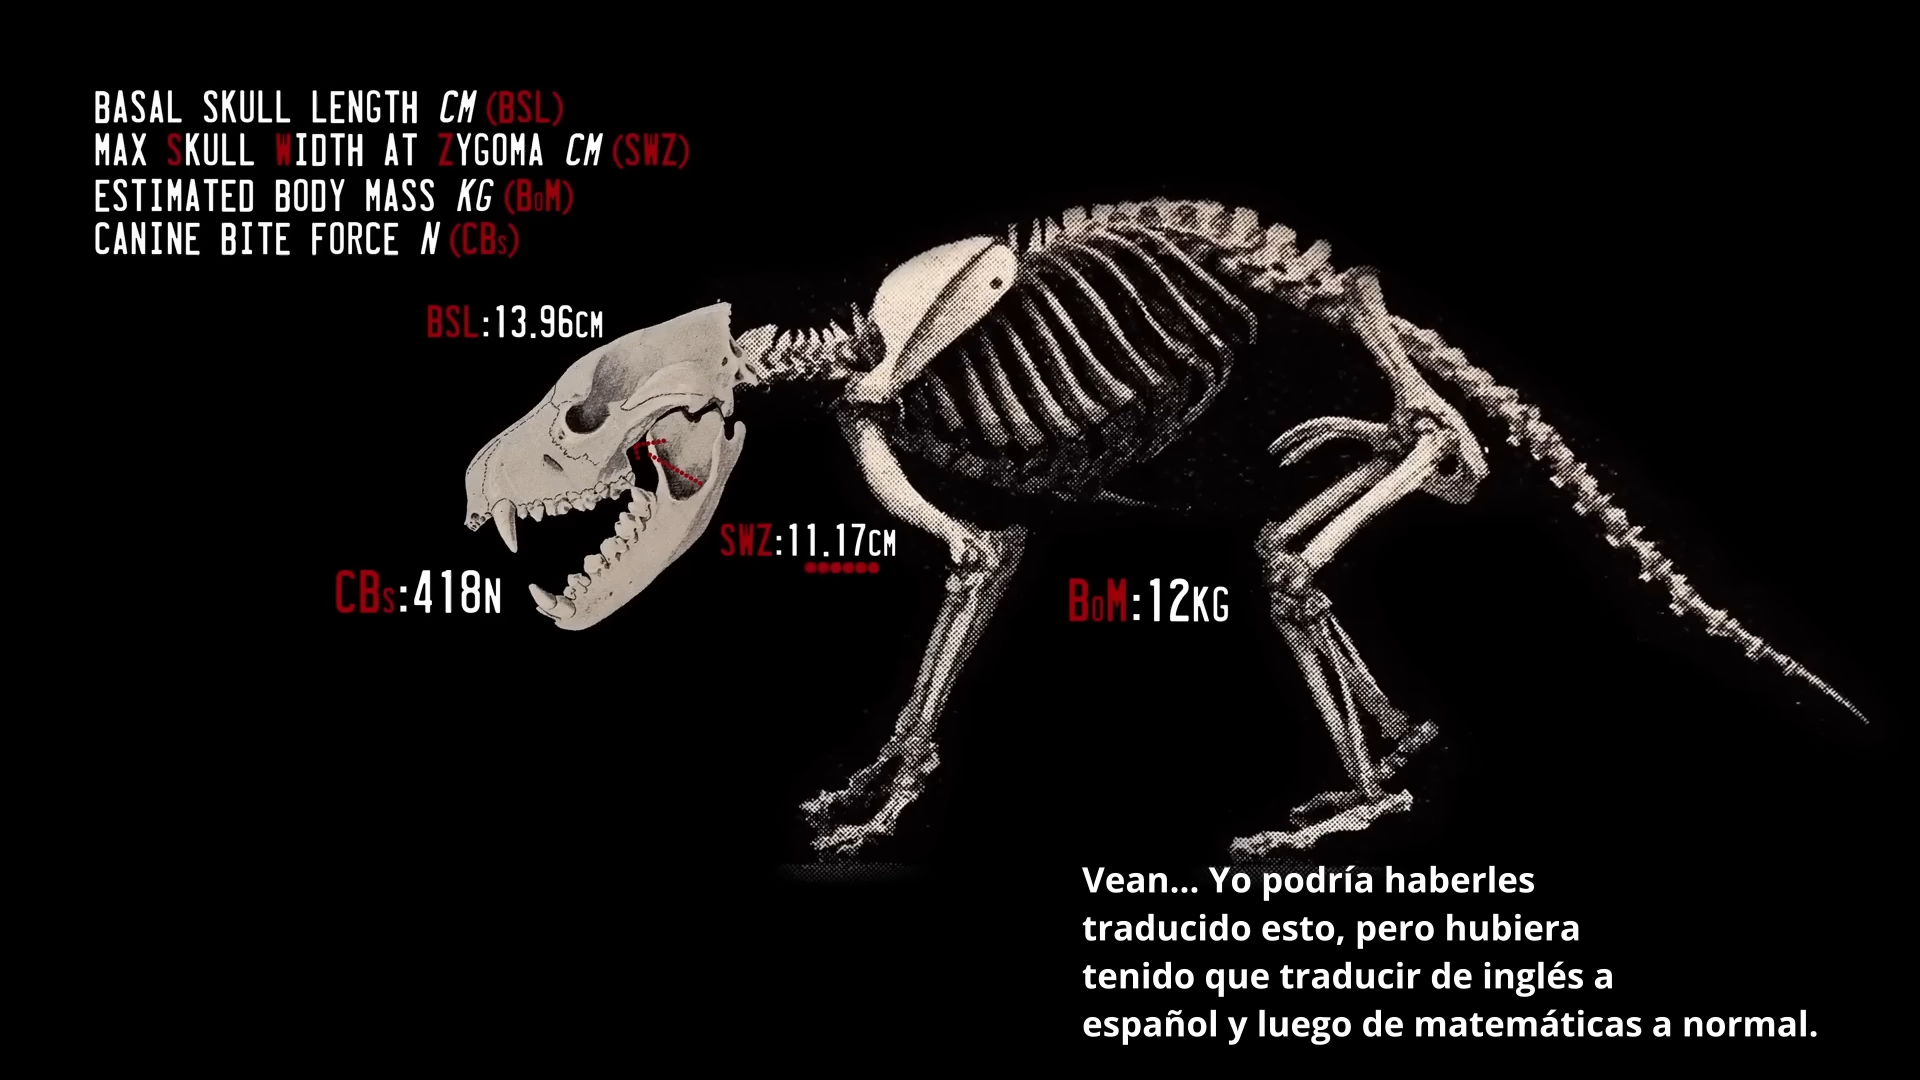 BASAL SKULL LENGTH CM (BSL)
MAX SKULL WIDTH AT ZYGOMA CM (SWZ)
ESTIMATED BODY MASS KG (BoM)
CANINE BITE FORCE N (CBs)
BSL:13.96CM
SWZ:11.17CM
CBs:418N
BoM:12KG
Vean... Yo podría haberles
traducido esto, pero hubiera
tenido que traducir de inglés a
español y luego de matemáticas a normal.